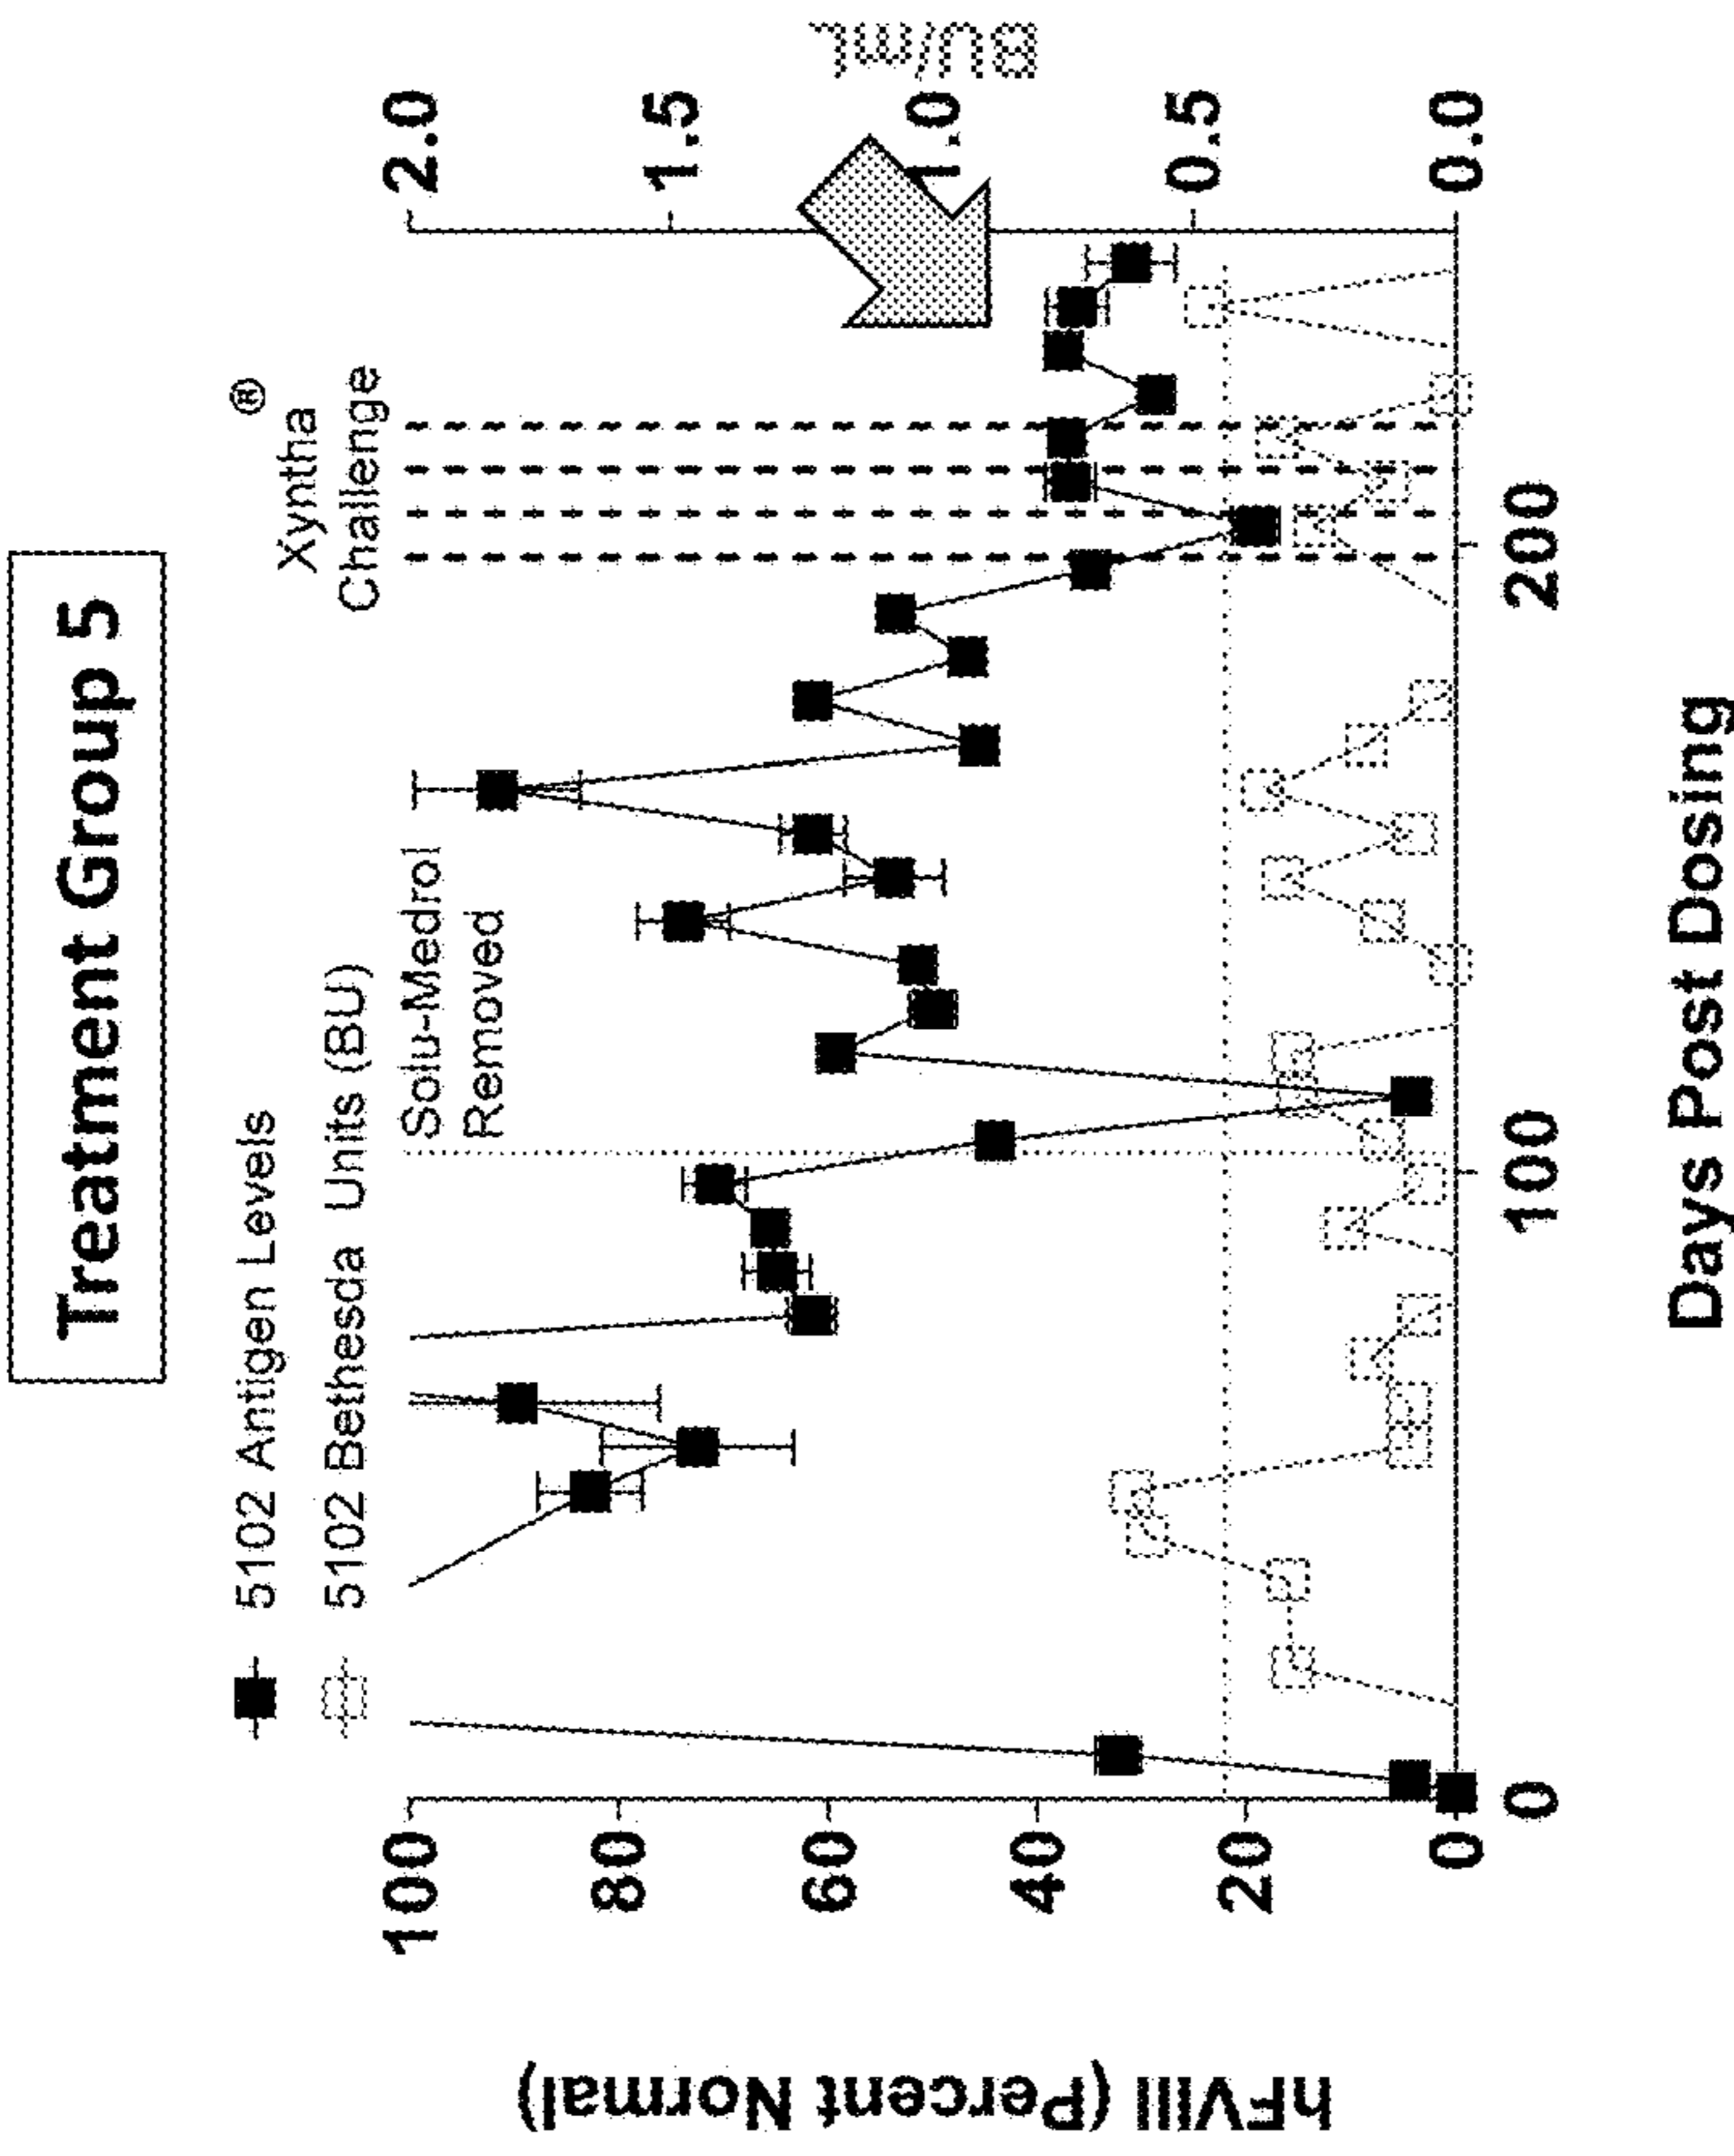 Treatment Group 5
5102 Antigen Levels
5102 Bethesda Units (BU)
Xyntha®
Challenge
Solu-Medrol
Removed
100
80
60
40
20
0
hFVIII (Percent Normal)
2.0
1.5
1.0
0.5
0.0
BU/mL
0
100
200
Days Post Dosing